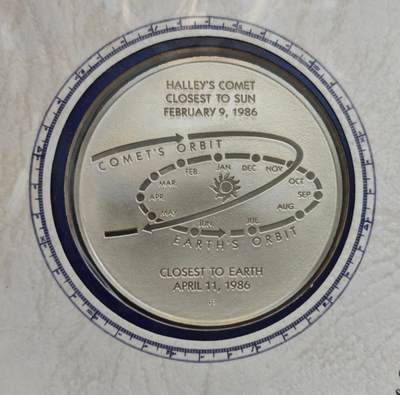 HALLEY'S COMET
CLOSEST TO SUN
FEBRUARY 9, 1986
COMET'S ORBIT
JAN
DEC
NOV
FEB
OCT
MAR
SEP
APR
AUG
MAY
JUN
JUL
EARTH'S ORBIT
CLOSEST TO EARTH
APRIL 11, 1986